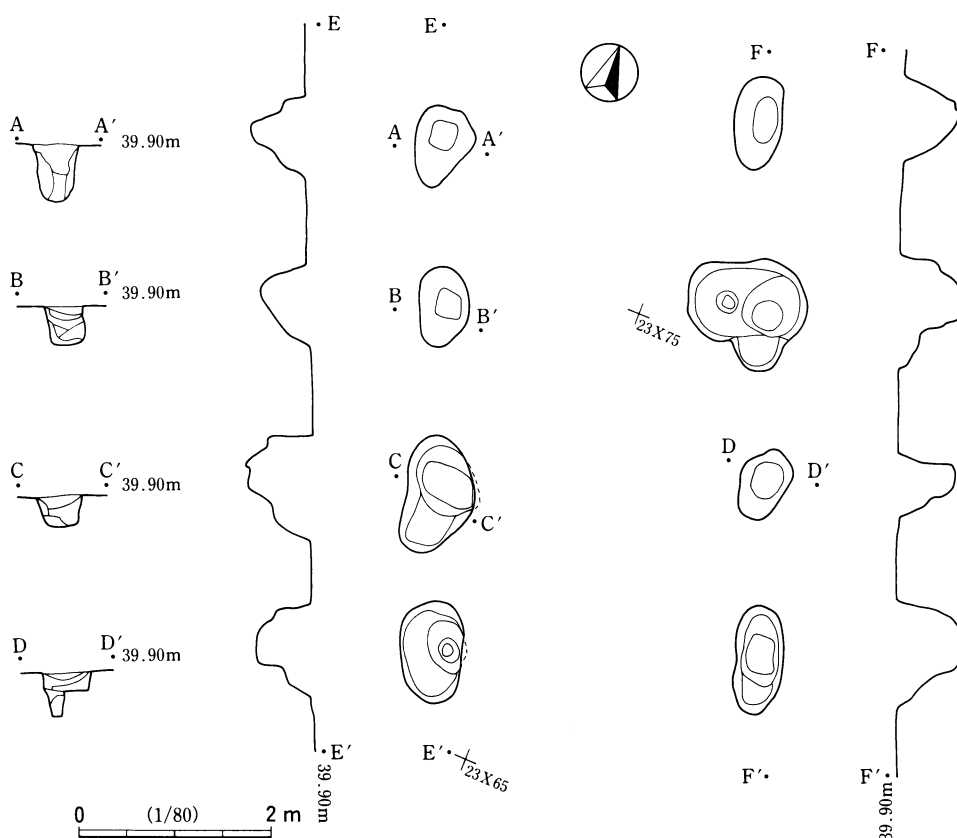 E
E
F
F
A
A′
39.90m
A
A′
B
B′
39.90m
B
B′
23X75
C
C′
39.90m
C
C′
D
D′
D
D′
39.90m
E′
39.90m
E′
23X65
F′
F′
39.90m
0
(1/80)
2 m